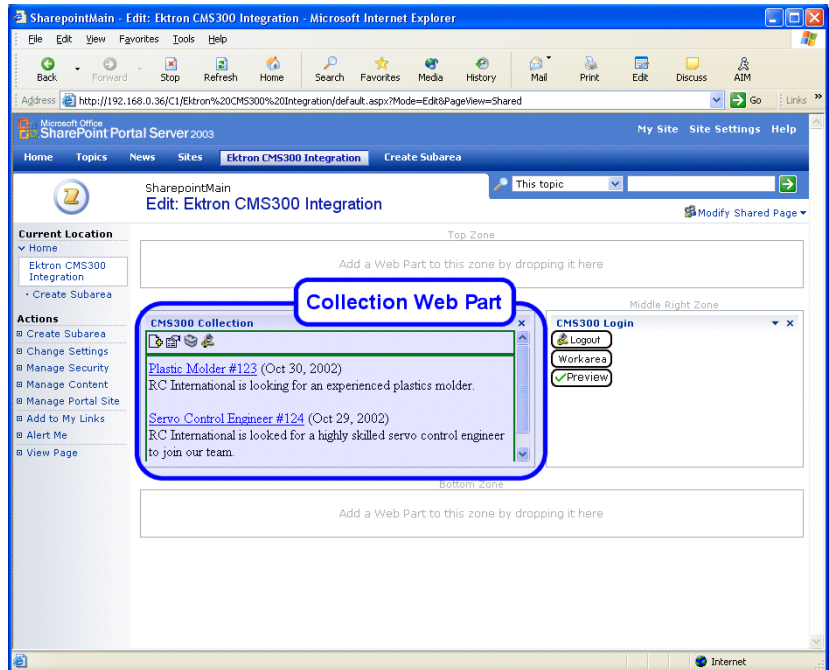 SharepointMain - Edit: Ektron CMS300 Integration - Microsoft Internet Explorer
File Edit View Favorites Tools Help
Back Forward Stop Refresh Home Search Favorites Media History Mail Print Edit Discuss AIM
Address http://192.168.0.36/C1/Ektron%20CMS300%20Integration/default.aspx?Mode=Edit&PageView=Shared Go Links »
Microsoft Office
SharePoint Portal Server 2003
My Site Site Settings Help
Home Topics News Sites Ektron CMS300 Integration Create Subarea
SharepointMain
Edit: Ektron CMS300 Integration
This topic
Modify Shared Page
Current Location
Home
Ektron CMS300
Integration
Create Subarea
Actions
Create Subarea
Change Settings
Manage Security
Manage Content
Manage Portal Site
Add to My Links
Alert Me
View Page
Top Zone
Add a Web Part to this zone by dropping it here
Collection Web Part
CMS300 Collection
Plastic Molder #123 (Oct 30, 2002)
RC International is looking for an experienced plastics molder.
Servo Control Engineer #124 (Oct 29, 2002)
RC International is looked for a highly skilled servo control engineer
to join our team.
Middle Right Zone
CMS300 Login
Logout
Workarea
Preview
Bottom Zone
Add a Web Part to this zone by dropping it here
Internet